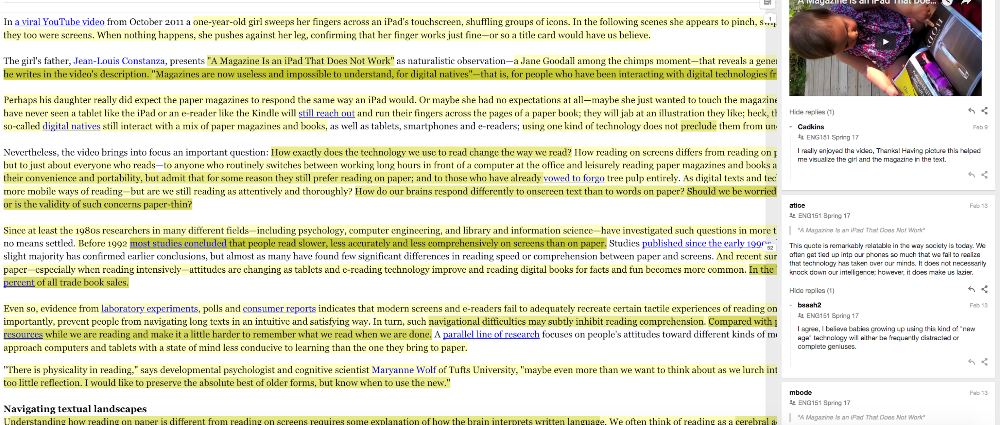 In a viral YouTube video from October 2011 a one-year-old girl sweeps her fingers across an iPad's touchscreen, shuffling groups of icons. In the following scenes she appears to pinch,
they too were screens. When nothing happens, she pushes against her leg, confirming that her finger works just fine—or so a title card would have us believe.
The girl's father, Jean-Louis Constanza, presents "A Magazine Is an iPad That Does Not Work" as naturalistic observation—a Jane Goodall among the chimps moment—that reveals a
he writes in the video's description. "Magazines are now useless and impossible to understand, for digital natives"—that is, for people who have been interacting with digital technologies
Perhaps his daughter really did expect the paper magazines to respond the same way an iPad would. Or maybe she had no expectations at all—maybe she just wanted to touch the
have never seen a tablet like the iPad or an e-reader like the Kindle will still reach out and run their fingers across the pages of a paper book; they will jab at an illustration they like; heck,
so-called digital natives still interact with a mix of paper magazines and books, as well as tablets, smartphones and e-readers; using one kind of technology does not preclude them from
Nevertheless, the video brings into focus an important question: How exactly does the technology we use to read change the way we read? How reading on screens differs from reading on
but to just about everyone who reads—to anyone who routinely switches between working long hours in front of a computer at the office and leisurely reading paper magazines and books
their convenience and portability, but admit that for some reason they still prefer reading on paper; and to those who have already vowed to forgo tree pulp entirely. As digital texts and
more mobile ways of reading—but are we still reading as attentively and thoroughly? How do our brains respond differently to onscreen text than to words on paper? Should we be worried
or is the validity of such concerns paper-thin?
Since at least the 1980s researchers in many different fields—including psychology, computer engineering, and library and information science—have investigated such questions in more
no means settled. Before 1992 most studies concluded that people read slower, less accurately and less comprehensively on screens than on paper. Studies published since the early 1990s,
slight majority has confirmed earlier conclusions, but almost as many have found few significant differences in reading speed or comprehension between paper and screens. And recent
paper—especially when reading intensively—attitudes are changing as tablets and e-reading technology improve and reading digital books for facts and fun becomes more common. In the
percent of all trade book sales.
Even so, evidence from laboratory experiments, polls and consumer reports indicates that modern screens and e-readers fail to adequately recreate certain tactile experiences of reading on
importantly, prevent people from navigating long texts in an intuitive and satisfying way. In turn, such navigational difficulties may subtly inhibit reading comprehension. Compared with
resources while we are reading and make it a little harder to remember what we read when we are done. A parallel line of research focuses on people's attitudes toward different kinds of
approach computers and tablets with a state of mind less conducive to learning than the one they bring to paper.
"There is physicality in reading," says developmental psychologist and cognitive scientist Maryanne Wolf of Tufts University, "maybe even more than we want to think about as we lurch
too little reflection. I would like to preserve the absolute best of older forms, but know when to use the new."
Navigating textual landscapes
Understanding how reading on paper is different from reading on screens requires some explanation of how the brain interprets written language. We often think of reading as a cerebral
1
52
A Magazine Is an iPad That Doe...
BOD
Hide replies (1)
Cadkins Feb 9
ENG151 Spring 17
I really enjoyed the video, Thanks! Having picture this helped
me visualize the girl and the magazine in the text.
atice Feb 13
ENG151 Spring 17
"A Magazine Is an iPad That Does Not Work"
This quote is remarkably relatable in the way society is today. We
often get tied up intp our phones so much that we fail to realize
that technology has taken over our minds. It does not necessarily
knock down our intelligence; however, it does make us lazier.
Hide replies (1)
bsaah2 Feb 13
ENG151 Spring 17
I agree, I believe babies growing up using this kind of "new
age" technology will either be frequently distracted or
complete geniuses.
mbode Feb 13
ENG151 Spring 17
"A Magazine Is an iPad That Does Not Work"